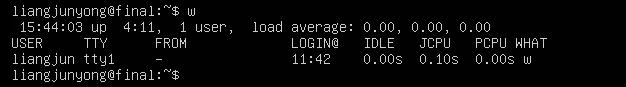 liangjunyong@final:~$ w
 15:44:03 up  4:11,  1 user,  load average: 0.00, 0.00, 0.00
USER     TTY      FROM             LOGIN@   IDLE   JCPU   PCPU WHAT
liangjun tty1     -                11:42    0.00s  0.10s  0.00s w
liangjunyong@final:~$